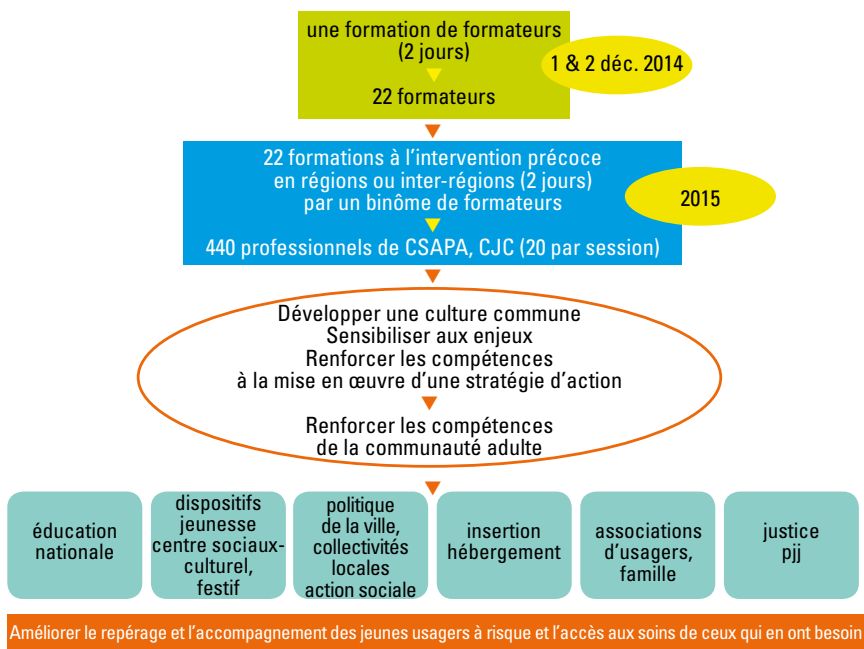 une formation de formateurs
(2 jours)
1 & 2 déc. 2014
22 formateurs
22 formations à l'intervention précoce
en régions ou inter-régions (2 jours)
par un binôme de formateurs
2015
440 professionnels de CSAPA, CJC (20 par session)
Développer une culture commune
Sensibiliser aux enjeux
Renforcer les compétences
à la mise en œuvre d'une stratégie d'action
Renforcer les compétences
de la communauté adulte
éducation
nationale
dispositifs
jeunesse
centre sociaux-
culturel,
festif
politique
de la ville,
collectivités
locales
action sociale
insertion
hébergement
associations
d'usagers,
famille
justice
pjj
Améliorer le repérage et l'accompagnement des jeunes usagers à risque et l'accès aux soins de ceux qui en ont besoin